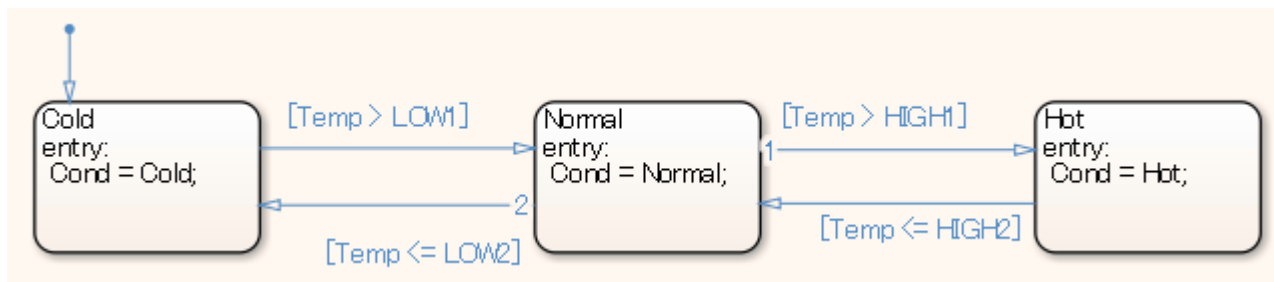 Cold
entry:
Cond = Cold;
[Temp > LOW1]
[Temp <= LOW2]
2
Normal
entry:
Cond = Normal;
1
[Temp > HIGH1]
[Temp <= HIGH2]
Hot
entry:
Cond = Hot;